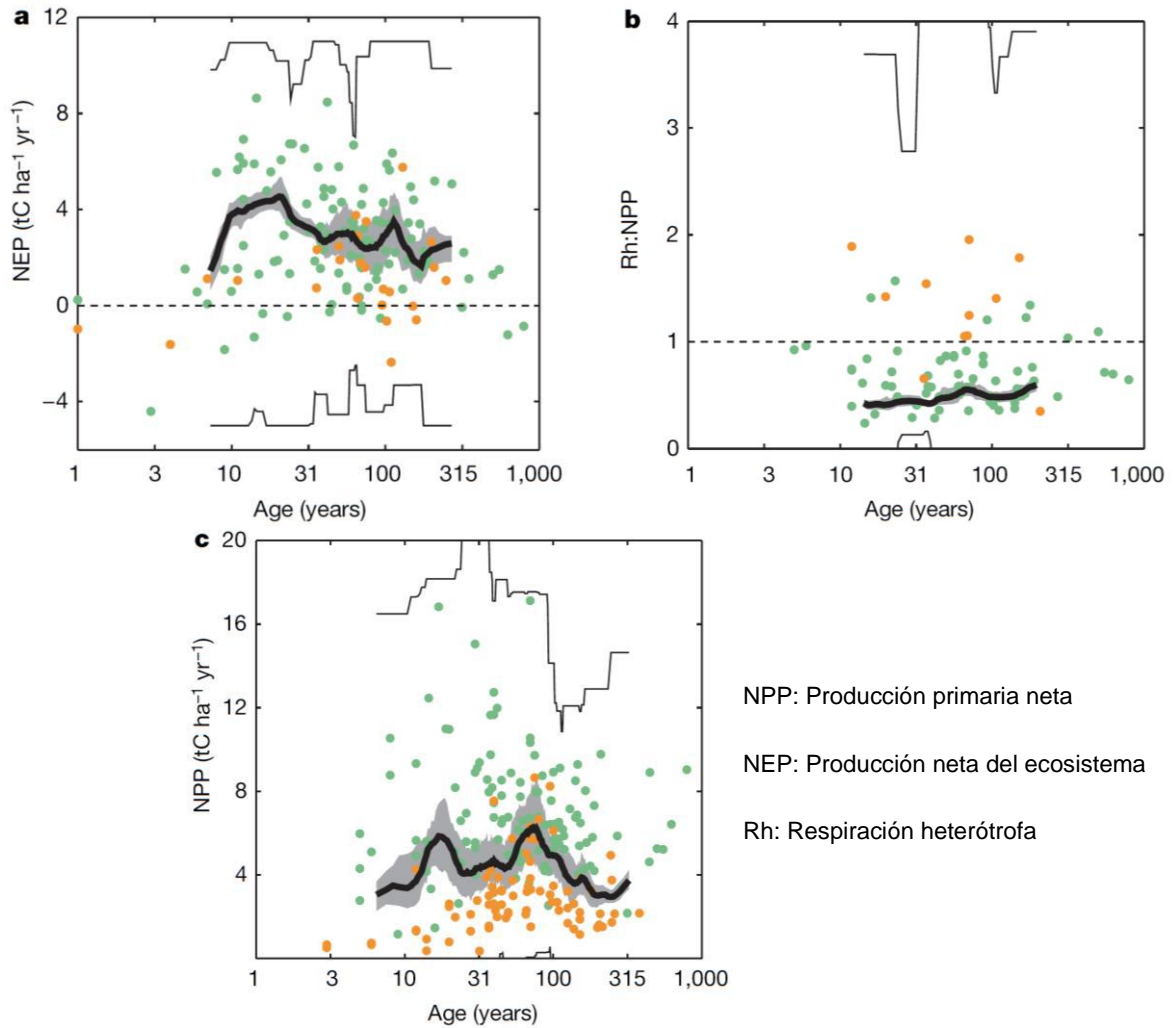 a
12
8
4
0
−4
NEP (tC ha⁻¹ yr⁻¹)
1 3 10 31 100 315 1,000
Age (years)
b
4
3
2
1
0
Rh:NPP
1 3 10 31 100 315 1,000
Age (years)
c
20
16
12
8
4
NPP (tC ha⁻¹ yr⁻¹)
1 3 10 31 100 315 1,000
Age (years)
NPP: Producción primaria neta
NEP: Producción neta del ecosistema
Rh: Respiración heterótrofa